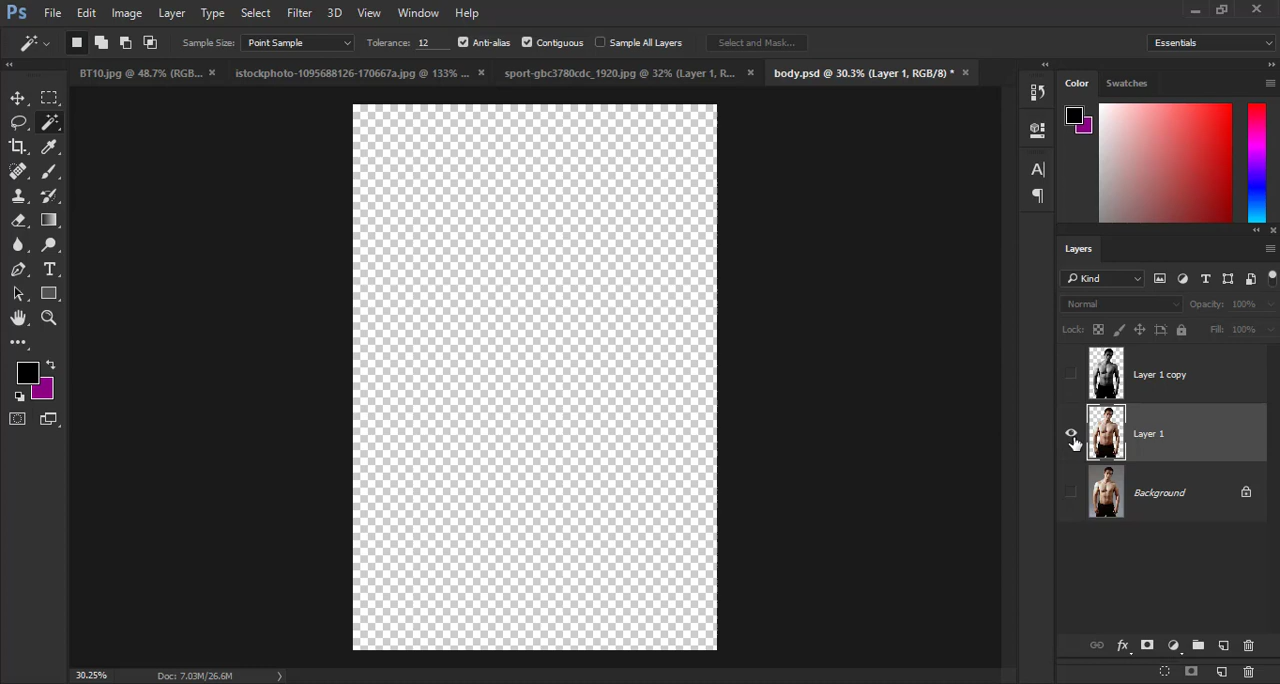 Ps File Edit Image Layer Type Select Filter 3D View Window Help
Sample Size: Point Sample Tolerance: 12 Anti-alias Contiguous Sample All Layers Select and Mask... Essentials
BT10.jpg @ 48.7% (RGB... × istockphoto-1095688126-170667a.jpg @ 133% ... × sport-gbc3780cdc_1920.jpg @ 32% (Layer 1, R... × body.psd @ 30.3% (Layer 1, RGB/8) * ×
Color Swatches
Layers
Kind
Normal Opacity: 100%
Lock: Fill: 100%
Layer 1 copy
Layer 1
Background
fx
30.25% Doc: 7.03M/26.6M